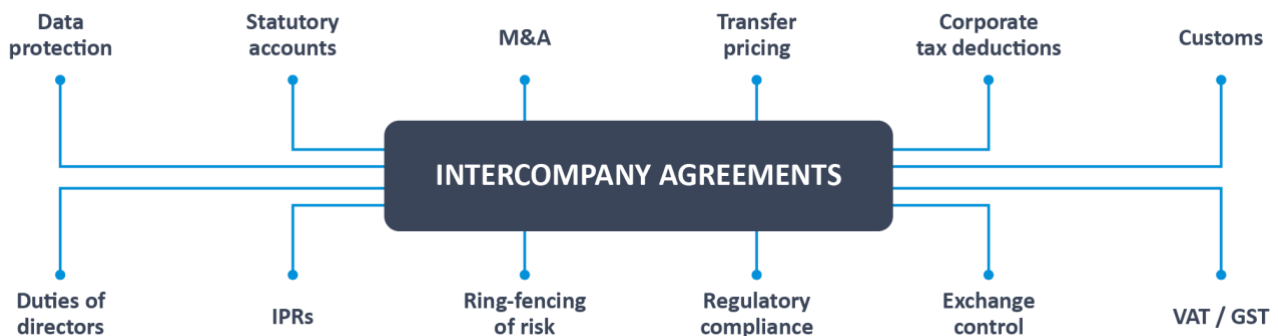 Data
protection
Statutory
accounts
M&A
Transfer
pricing
Corporate
tax deductions
Customs
INTERCOMPANY AGREEMENTS
Duties of
directors
IPRs
Ring-fencing
of risk
Regulatory
compliance
Exchange
control
VAT / GST